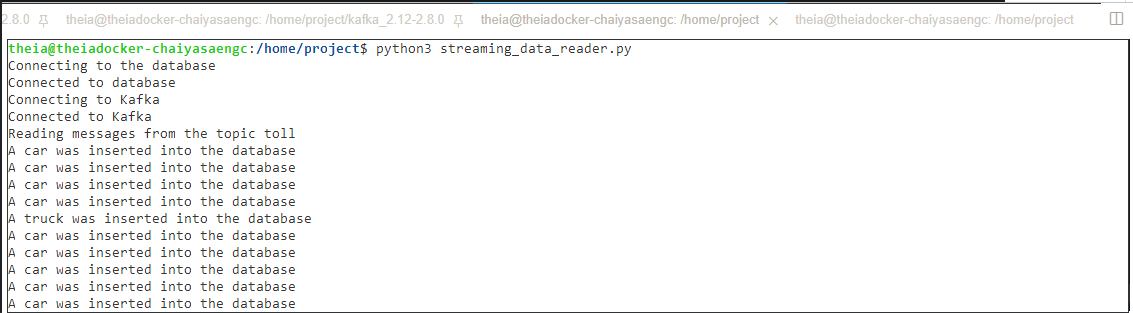 2.8.0 theia@theiadocker-chaiyasaengc: /home/project/kafka_2.12-2.8.0 theia@theiadocker-chaiyasaengc: /home/project theia@theiadocker-chaiyasaengc: /home/project
theia@theiadocker-chaiyasaengc:/home/project$ python3 streaming_data_reader.py
Connecting to the database
Connected to database
Connecting to Kafka
Connected to Kafka
Reading messages from the topic toll
A car was inserted into the database
A car was inserted into the database
A car was inserted into the database
A car was inserted into the database
A truck was inserted into the database
A car was inserted into the database
A car was inserted into the database
A car was inserted into the database
A car was inserted into the database
A car was inserted into the database